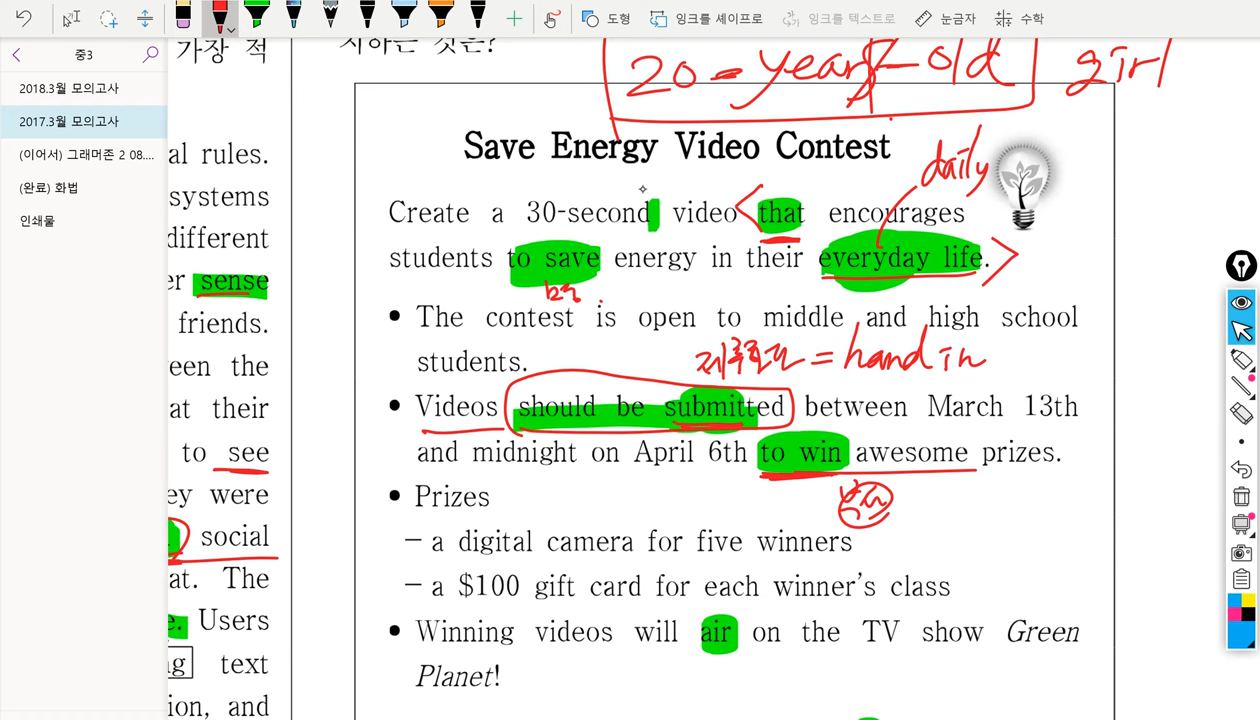 도형
잉크를 셰이프로
잉크를 텍스트로
눈금자
수학
중3
2018.3월 모의고사
2017.3월 모의고사
(이어서) 그래머존 2 08....
(완료) 화법
인쇄물
가장 적
al rules.
systems
different
er sense
friends.
een the
at their
to see
ey were
social
at. The
e. Users
ng text
ion, and
지하는 것은?
20-years-old girl
Save Energy Video Contest
daily
Create a 30-second video that encourages
students to save energy in their everyday life.
• The contest is open to middle and high school
students.
제출하다 = hand in
• Videos should be submitted between March 13th
and midnight on April 6th to win awesome prizes.
• Prizes
− a digital camera for five winners
− a $100 gift card for each winner's class
• Winning videos will air on the TV show Green
Planet!